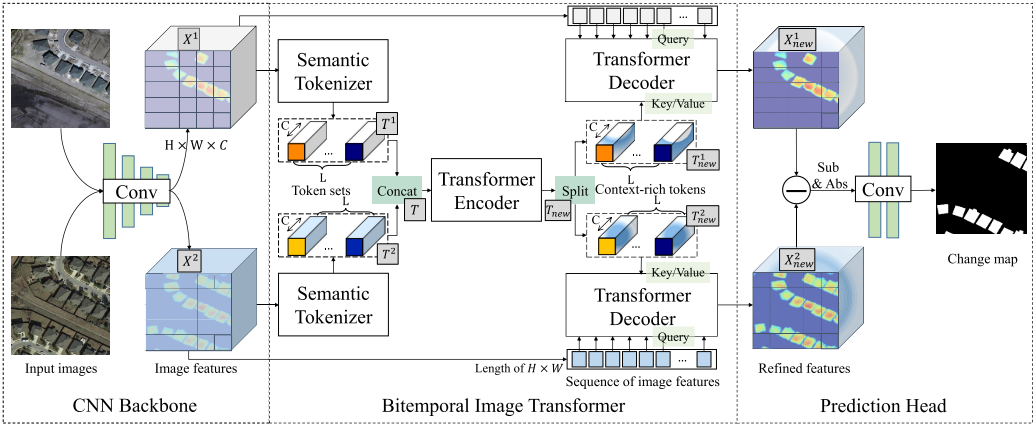 X¹
H × W × C
Conv
X²
Input images
Image features
CNN Backbone
Semantic
Tokenizer
C
T¹
...
L
Token sets
L
C
...
T²
Semantic
Tokenizer
Concat
T
Transformer
Encoder
T_new
Split
...
Query
Transformer
Decoder
Key/Value
C
...
T¹_new
L
Context-rich tokens
L
C
...
T²_new
Key/Value
Transformer
Decoder
Query
...
Length of H × W
Sequence of image features
Bitemporal Image Transformer
X¹_new
Sub
& Abs
Conv
X²_new
Refined features
Change map
Prediction Head